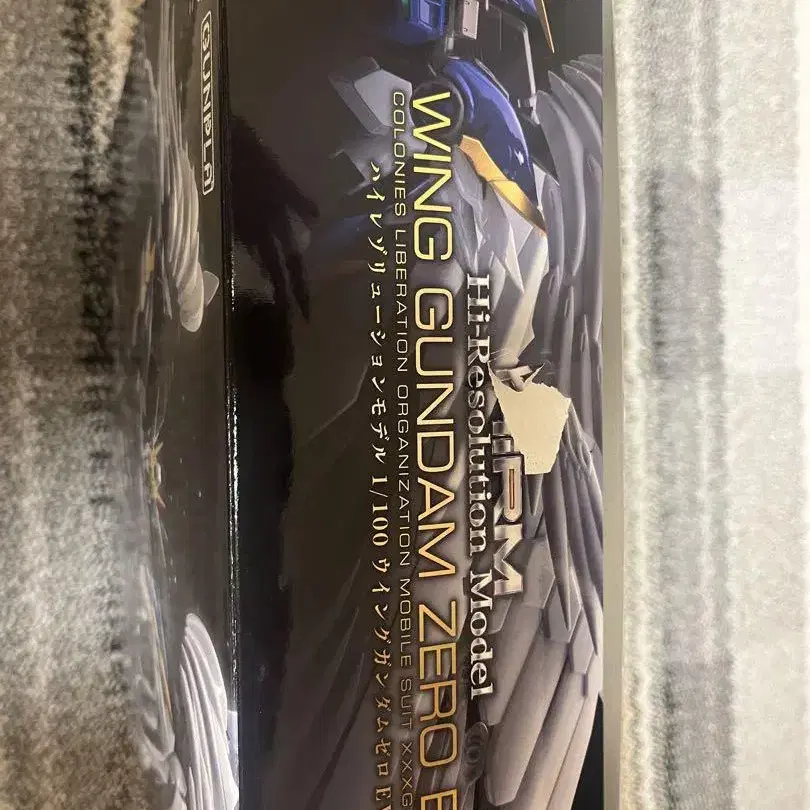 iRM
Hi-Resolution Model
WING GUNDAM ZERO E
COLONIES LIBERATION ORGANIZATION MOBILE SUIT XXXG
ハイレゾリューションモデル 1/100 ウイングガンダムゼロEW
GUNPLA